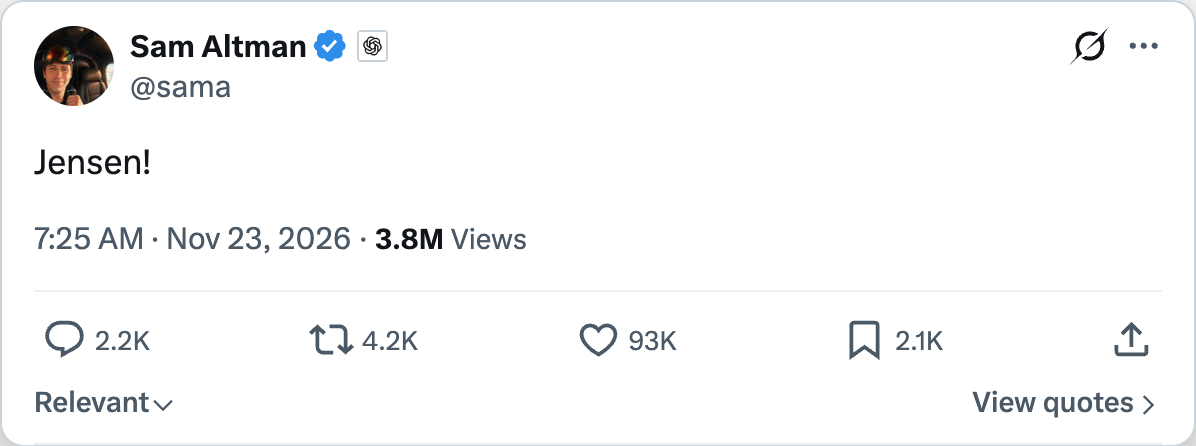 Sam Altman
@sama
Jensen!
7:25 AM · Nov 23, 2026 · 3.8M Views
2.2K 4.2K 93K 2.1K
Relevant View quotes